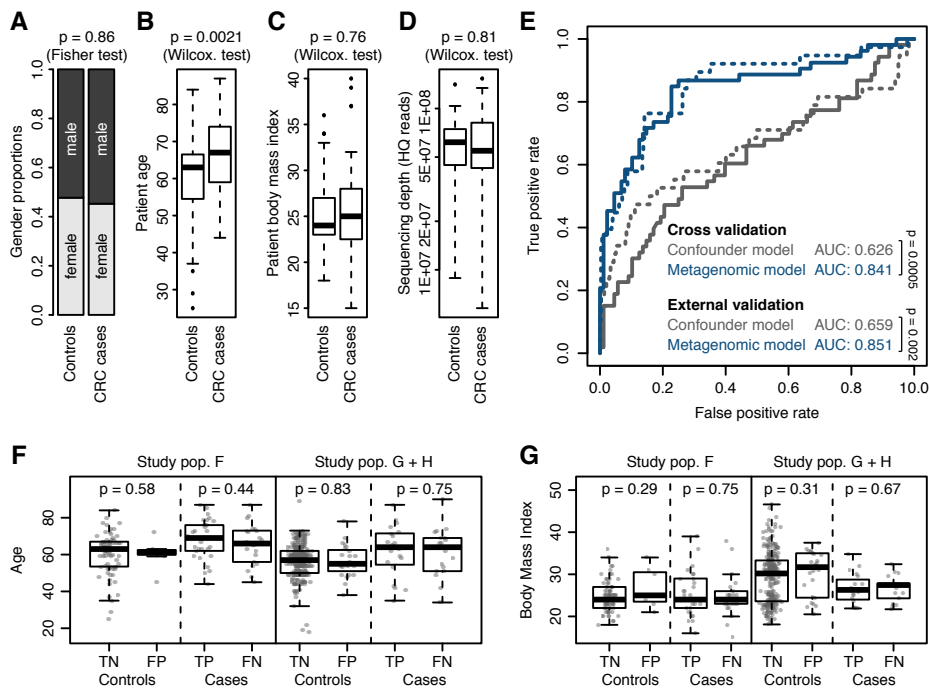 A
p = 0.86
(Fisher test)
Gender proportions
0.0 0.2 0.4 0.6 0.8 1.0
male male
female female
Controls
CRC cases
B
p = 0.0021
(Wilcox. test)
Patient age
30 40 50 60 70 80
Controls
CRC cases
C
p = 0.76
(Wilcox. test)
Patient body mass index
15 20 25 30 35 40
Controls
CRC cases
D
p = 0.81
(Wilcox. test)
Sequencing depth (HQ reads)
1E+07 2E+07 5E+07 1E+08
Controls
CRC cases
E
True positive rate
0.0 0.2 0.4 0.6 0.8 1.0
Cross validation
Confounder model AUC: 0.626
Metagenomic model AUC: 0.841
p = 0.0005
External validation
Confounder model AUC: 0.659
Metagenomic model AUC: 0.851
p = 0.002
0.0 0.2 0.4 0.6 0.8 1.0
False positive rate
F
Study pop. F Study pop. G + H
p = 0.58 p = 0.44 p = 0.83 p = 0.75
Age
20 40 60 80
TN FP TP FN TN FP TP FN
Controls Cases Controls Cases
G
Study pop. F Study pop. G + H
p = 0.29 p = 0.75 p = 0.31 p = 0.67
Body Mass Index
20 30 40 50
TN FP TP FN TN FP TP FN
Controls Cases Controls Cases